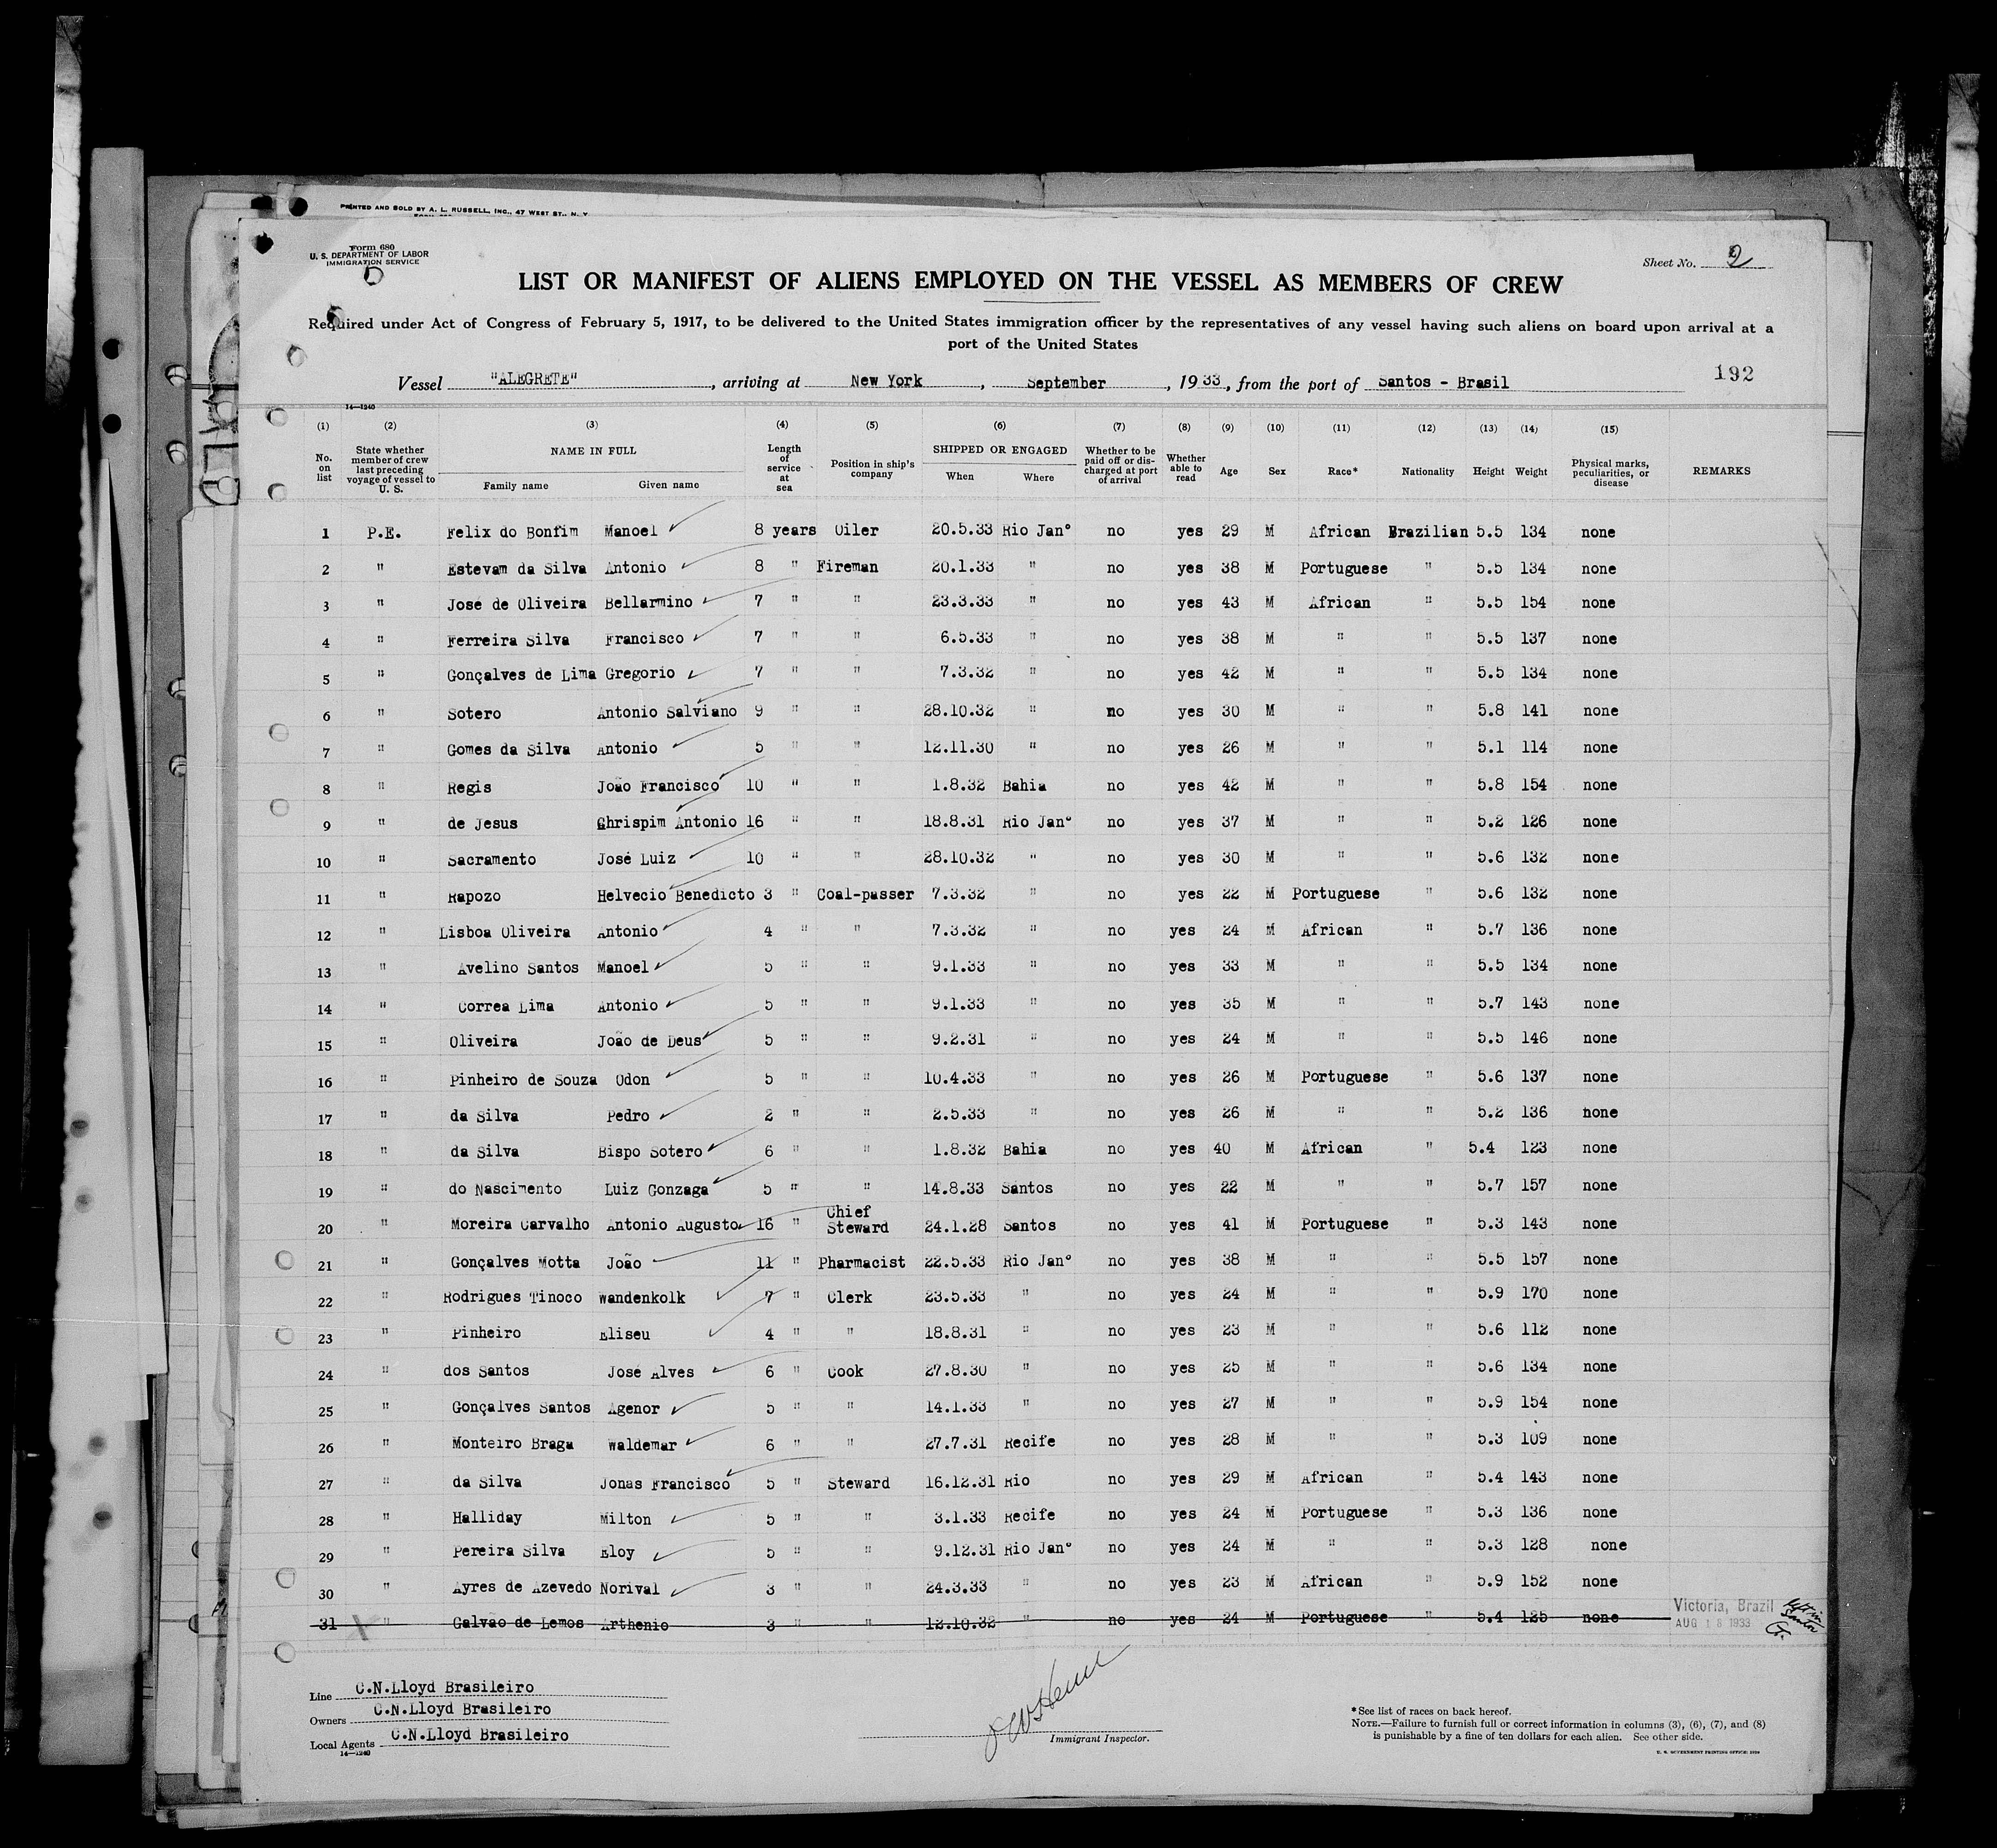 PRINTED AND SOLD BY A. L. RUSSELL, INC., 47 WEST ST., N. Y.
Form 680
U. S. DEPARTMENT OF LABOR
IMMIGRATION SERVICE
Sheet No. 2
LIST OR MANIFEST OF ALIENS EMPLOYED ON THE VESSEL AS MEMBERS OF CREW
Required under Act of Congress of February 5, 1917, to be delivered to the United States immigration officer by the representatives of any vessel having such aliens on board upon arrival at a
port of the United States
Vessel "ALEGRETE", arriving at New York, September, 1933, from the port of Santos - Brasil 192
14—1240
(1) (2) (3) (4) (5) (6) (7) (8) (9) (10) (11) (12) (13) (14) (15)
No. on list
State whether member of crew last preceding voyage of vessel to U. S.
NAME IN FULL
Family name Given name
Length of service at sea
Position in ship's company
SHIPPED OR ENGAGED
When Where
Whether to be paid off or discharged at port of arrival
Whether able to read
Age Sex Race* Nationality Height Weight
Physical marks, peculiarities, or disease
REMARKS
1 P.E. Felix do Bonfim Manoel 8 years Oiler 20.5.33 Rio Jan° no yes 29 M African Brazilian 5.5 134 none
2 " Estevam da Silva Antonio 8 " Fireman 20.1.33 " no yes 38 M Portuguese " 5.5 134 none
3 " José de Oliveira Bellarmino 7 " " 23.3.33 " no yes 43 M African " 5.5 154 none
4 " Ferreira Silva Francisco 7 " " 6.5.33 " no yes 38 M " " 5.5 137 none
5 " Gonçalves de Lima Gregorio 7 " " 7.3.32 " no yes 42 M " " 5.5 134 none
6 " Sotero Antonio Salviano 9 " " 28.10.32 " no yes 30 M " " 5.8 141 none
7 " Gomes da Silva Antonio 5 " " 12.11.30 " no yes 26 M " " 5.1 114 none
8 " Regis João Francisco 10 " " 1.8.32 Bahia no yes 42 M " " 5.8 154 none
9 " de Jesus Chrispim Antonio 16 " " 18.8.31 Rio Jan° no yes 37 M " " 5.2 126 none
10 " Sacramento José Luiz 10 " " 28.10.32 " no yes 30 M " " 5.6 132 none
11 " Rapozo Helvecio Benedicto 3 " Coal-passer 7.3.32 " no yes 22 M Portuguese " 5.6 132 none
12 " Lisboa Oliveira Antonio 4 " " 7.3.32 " no yes 24 M African " 5.7 136 none
13 " Avelino Santos Manoel 5 " " 9.1.33 " no yes 33 M " " 5.5 134 none
14 " Correa Lima Antonio 5 " " 9.1.33 " no yes 35 M " " 5.7 143 none
15 " Oliveira João de Deus 5 " " 9.2.31 " no yes 24 M " " 5.5 146 none
16 " Pinheiro de Souza Odon 5 " " 10.4.33 " no yes 26 M Portuguese " 5.6 137 none
17 " da Silva Pedro 2 " " 2.5.33 " no yes 26 M " " 5.2 136 none
18 " da Silva Bispo Sotero 6 " " 1.8.32 Bahia no yes 40 M African " 5.4 123 none
19 " do Nascimento Luiz Gonzaga 5 " " 14.8.33 Santos no yes 22 M " " 5.7 157 none
20 " Moreira Carvalho Antonio Augusto 16 " Chief Steward 24.1.28 Santos no yes 41 M Portuguese " 5.3 143 none
21 " Gonçalves Motta João 11 " Pharmacist 22.5.33 Rio Jan° no yes 38 M " " 5.5 157 none
22 " Rodrigues Tinoco Wandenkolk 7 " Clerk 23.5.33 " no yes 24 M " " 5.9 170 none
23 " Pinheiro Eliseu 4 " " 18.8.31 " no yes 23 M " " 5.6 112 none
24 " dos Santos José Alves 6 " Cook 27.8.30 " no yes 25 M " " 5.6 134 none
25 " Gonçalves Santos Agenor 5 " " 14.1.33 " no yes 27 M " " 5.9 154 none
26 " Monteiro Braga Waldemar 6 " " 27.7.31 Recife no yes 28 M " " 5.3 109 none
27 " da Silva Jonas Francisco 5 " Steward 16.12.31 Rio no yes 29 M African " 5.4 143 none
28 " Halliday Milton 5 " " 3.1.33 Recife no yes 24 M Portuguese " 5.3 136 none
29 " Pereira Silva Eloy 5 " " 9.12.31 Rio Jan° no yes 24 M " " 5.3 128 none
30 " Ayres de Azevedo Norival 3 " " 24.3.33 " no yes 23 M African " 5.9 152 none
31 " Galvão de Lemos Arthenio 3 " " 12.10.32 " no yes 24 M Portuguese " 5.4 125 none Victoria, Brazil left in
AUG 18 1933 Santos
Line C.N.Lloyd Brasileiro
Owners C.N.Lloyd Brasileiro
Local Agents C.N.Lloyd Brasileiro
14—1240
Immigrant Inspector.
*See list of races on back hereof.
NOTE.—Failure to furnish full or correct information in columns (3), (6), (7), and (8)
is punishable by a fine of ten dollars for each alien. See other side.
U. S. GOVERNMENT PRINTING OFFICE: 1929